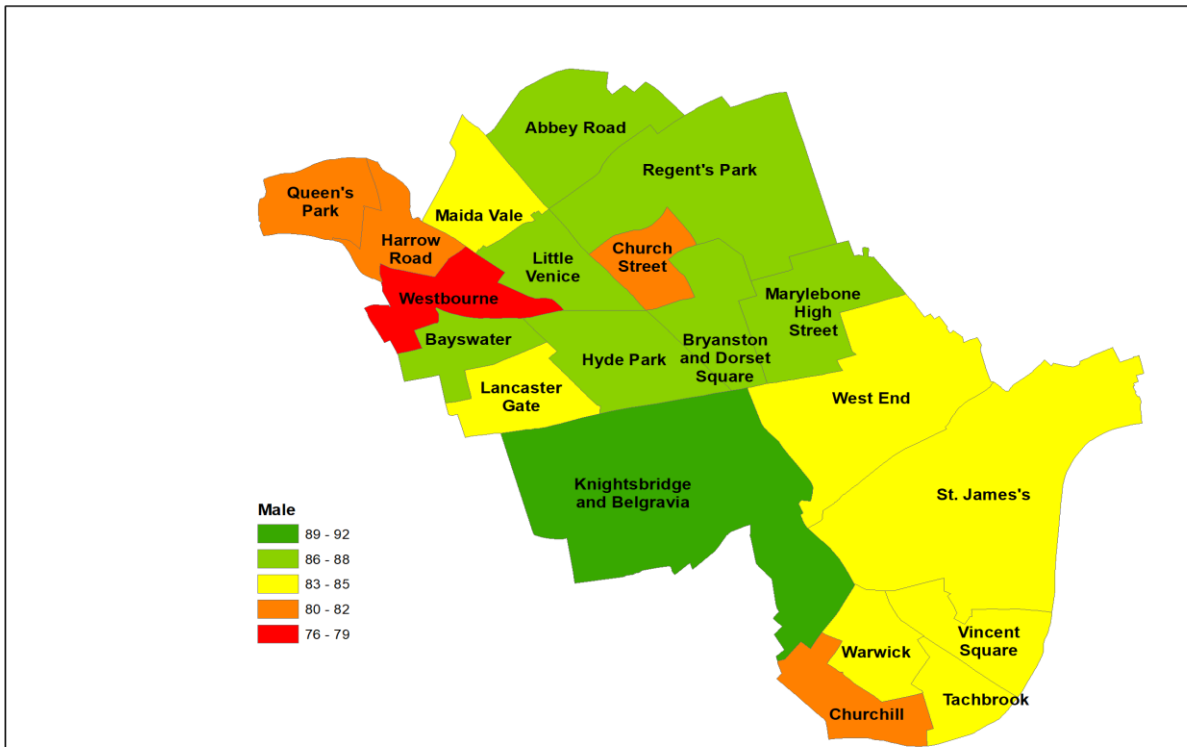 Abbey Road
Regent's Park
Queen's
Park
Maida Vale
Harrow
Road
Church
Street
Little
Venice
Westbourne
Marylebone
High
Street
Bayswater
Hyde Park
Bryanston
and Dorset
Square
Lancaster
Gate
West End
Knightsbridge
and Belgravia
St. James's
Male
89 - 92
86 - 88
83 - 85
80 - 82
76 - 79
Warwick
Vincent
Square
Tachbrook
Churchill